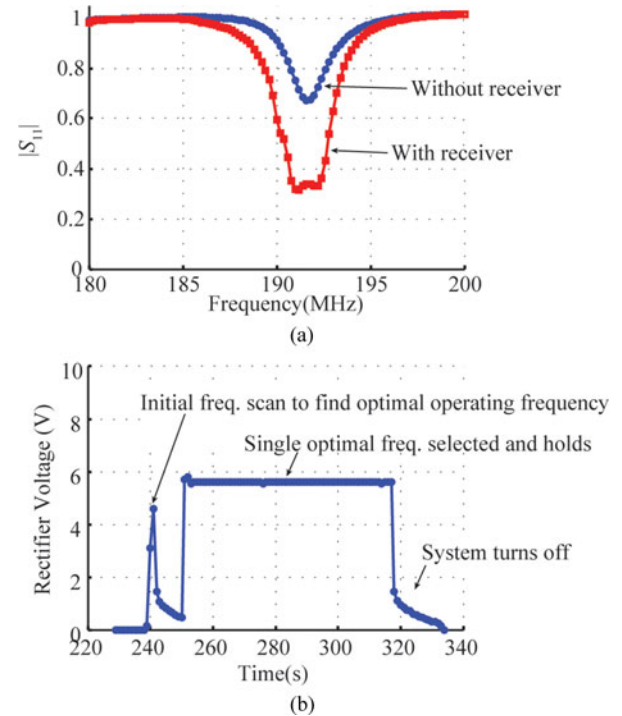 1
0.8
0.6
0.4
0.2
0
|S11|
Without receiver
With receiver
180
185
190
195
200
Frequency(MHz)
(a)
10
8
6
4
2
0
Rectifier Voltage (V)
Initial freq. scan to find optimal operating frequency
Single optimal freq. selected and holds
System turns off
220
240
260
280
300
320
340
Time(s)
(b)